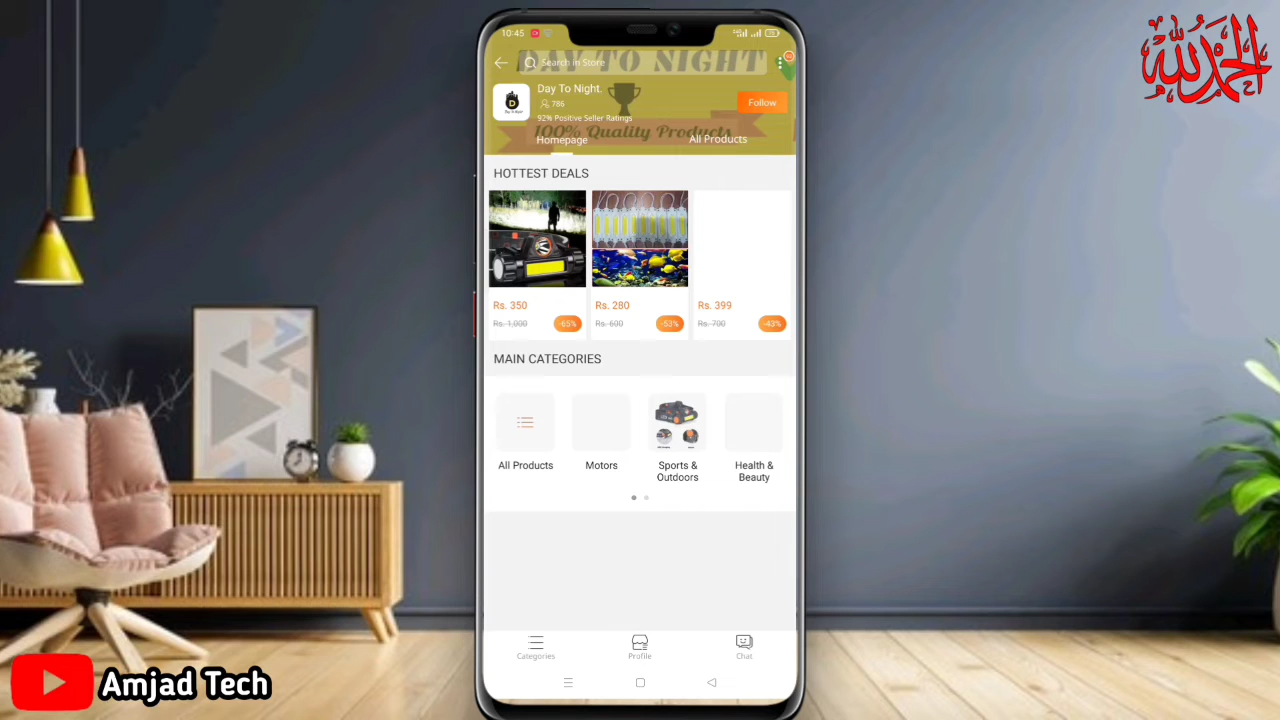 الحمد لله
10:45
DAY TO NIGHT
Search in Store
Day To Night.
786
92% Positive Seller Ratings
Follow
100% Quality Products
Homepage
All Products
HOTTEST DEALS
Rs. 350
Rs. 1,000
-65%
Rs. 280
Rs. 600
-53%
Rs. 399
Rs. 700
-43%
MAIN CATEGORIES
All Products
Motors
Sports &
Outdoors
Health &
Beauty
Categories
Profile
Chat
Amjad Tech